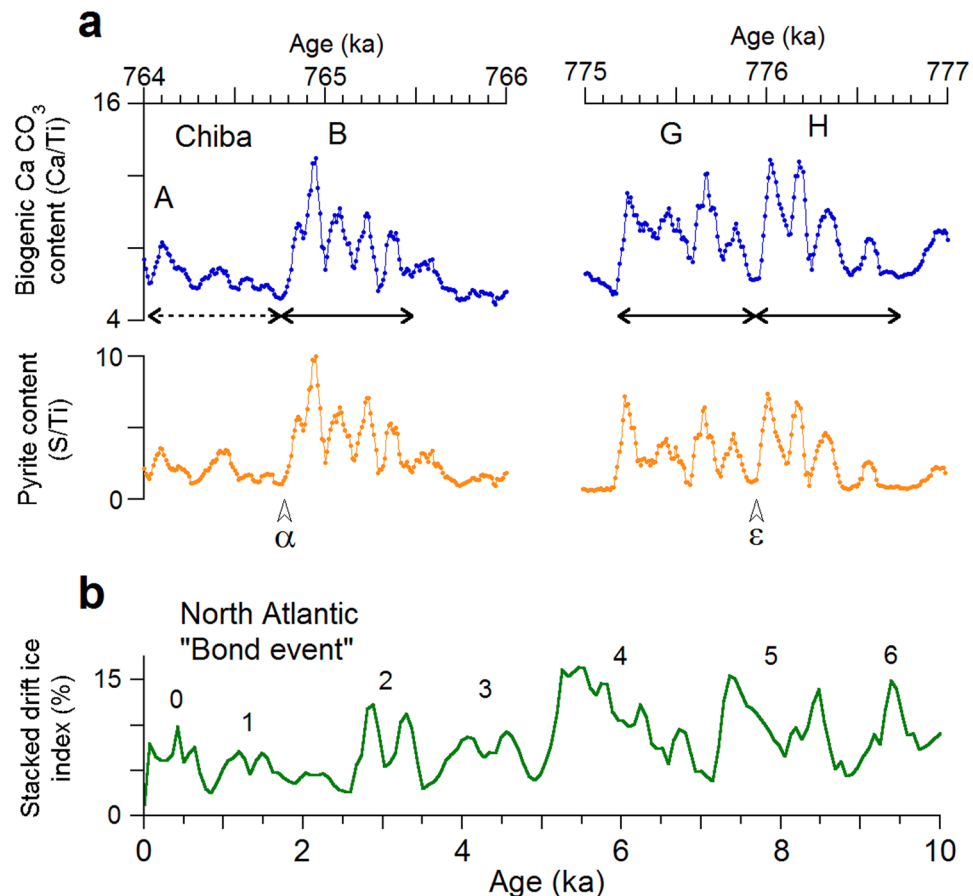 a
Age (ka)
Age (ka)
764 765 766
775 776 777
16
Biogenic Ca CO3
content (Ca/Ti)
Chiba
A
B
G
H
4
10
Pyrite content
(S/Ti)
0
α
ε
b
North Atlantic
"Bond event"
Stacked drift ice
index (%)
15
0
0 1 2 3 4 5 6
0 2 4 6 8 10
Age (ka)